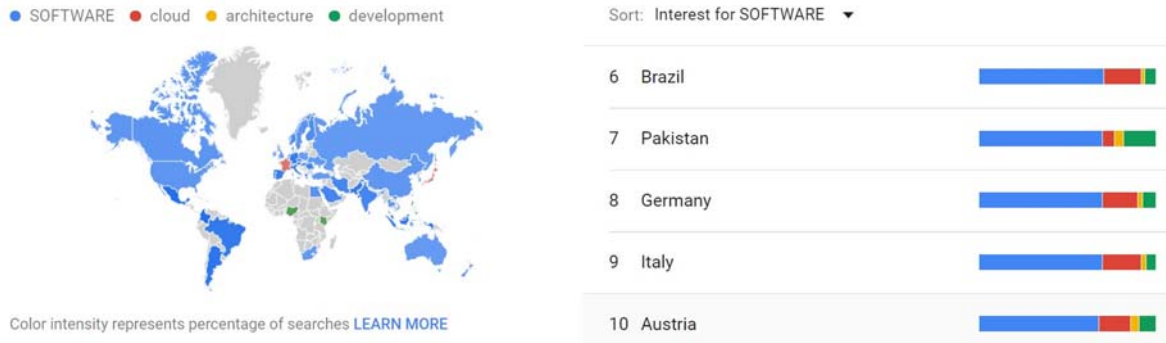 SOFTWARE cloud architecture development
Color intensity represents percentage of searches LEARN MORE
Sort: Interest for SOFTWARE
6 Brazil
7 Pakistan
8 Germany
9 Italy
10 Austria